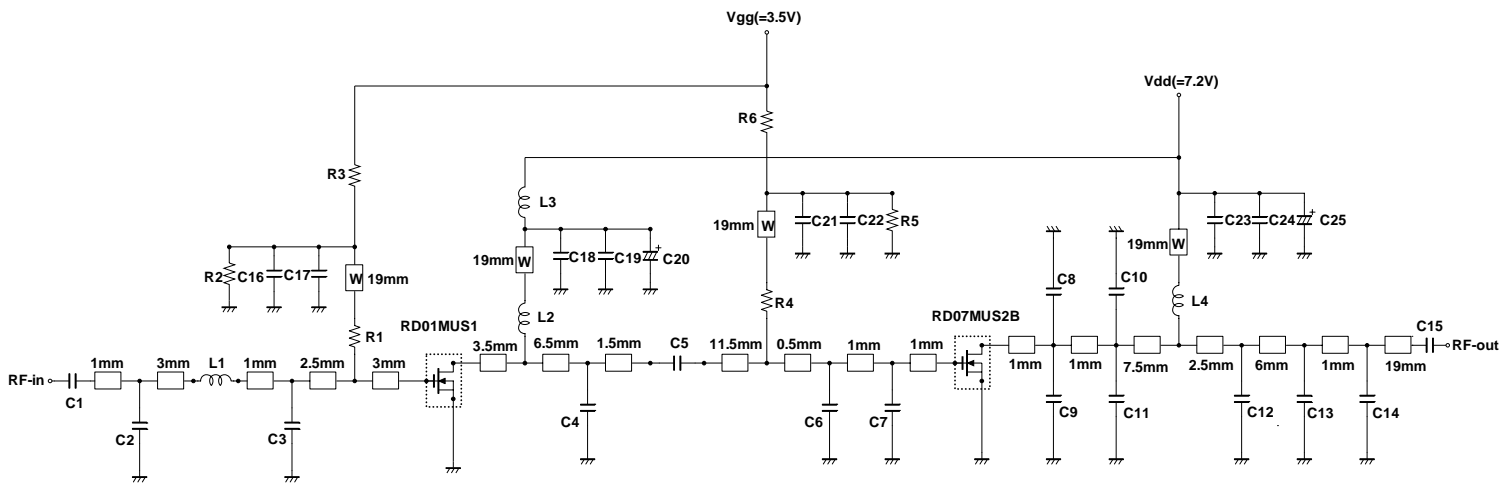 Vgg(=3.5V)
Vdd(=7.2V)
R6
R3
L3
19mm W
C21 C22 R5
C23 C24 + C25
R2 C16 C17
W 19mm
19mm W
C18 C19 + C20
19mm W
C8
C10
R4
L4
R1
RD01MUS1
L2
RD07MUS2B
C15
RF-out
3.5mm
6.5mm
1.5mm
C5
11.5mm
0.5mm
1mm
1mm
1mm
1mm
7.5mm
2.5mm
6mm
1mm
19mm
RF-in
C1
1mm
3mm
L1
1mm
2.5mm
3mm
C2
C3
C4
C6
C7
C9
C11
C12
C13
C14